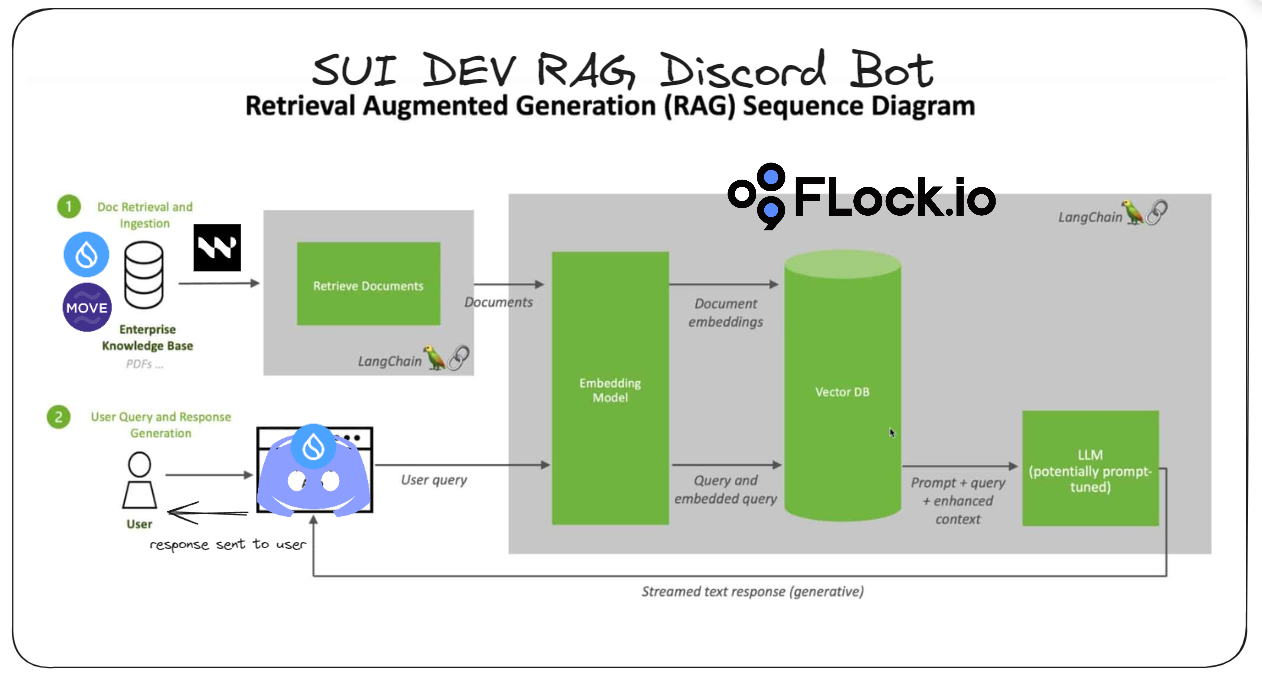 SUI DEV RAG Discord Bot
Retrieval Augmented Generation (RAG) Sequence Diagram
FLock.io
LangChain
1
Doc Retrieval and
Ingestion
MOVE
Enterprise
Knowledge Base
PDFs ...
Retrieve Documents
LangChain
Documents
Embedding
Model
Document
embeddings
Vector DB
2
User Query and Response
Generation
User
response sent to user
User query
Query and
embedded query
Prompt + query
+ enhanced
context
LLM
(potentially prompt-
tuned)
Streamed text response (generative)